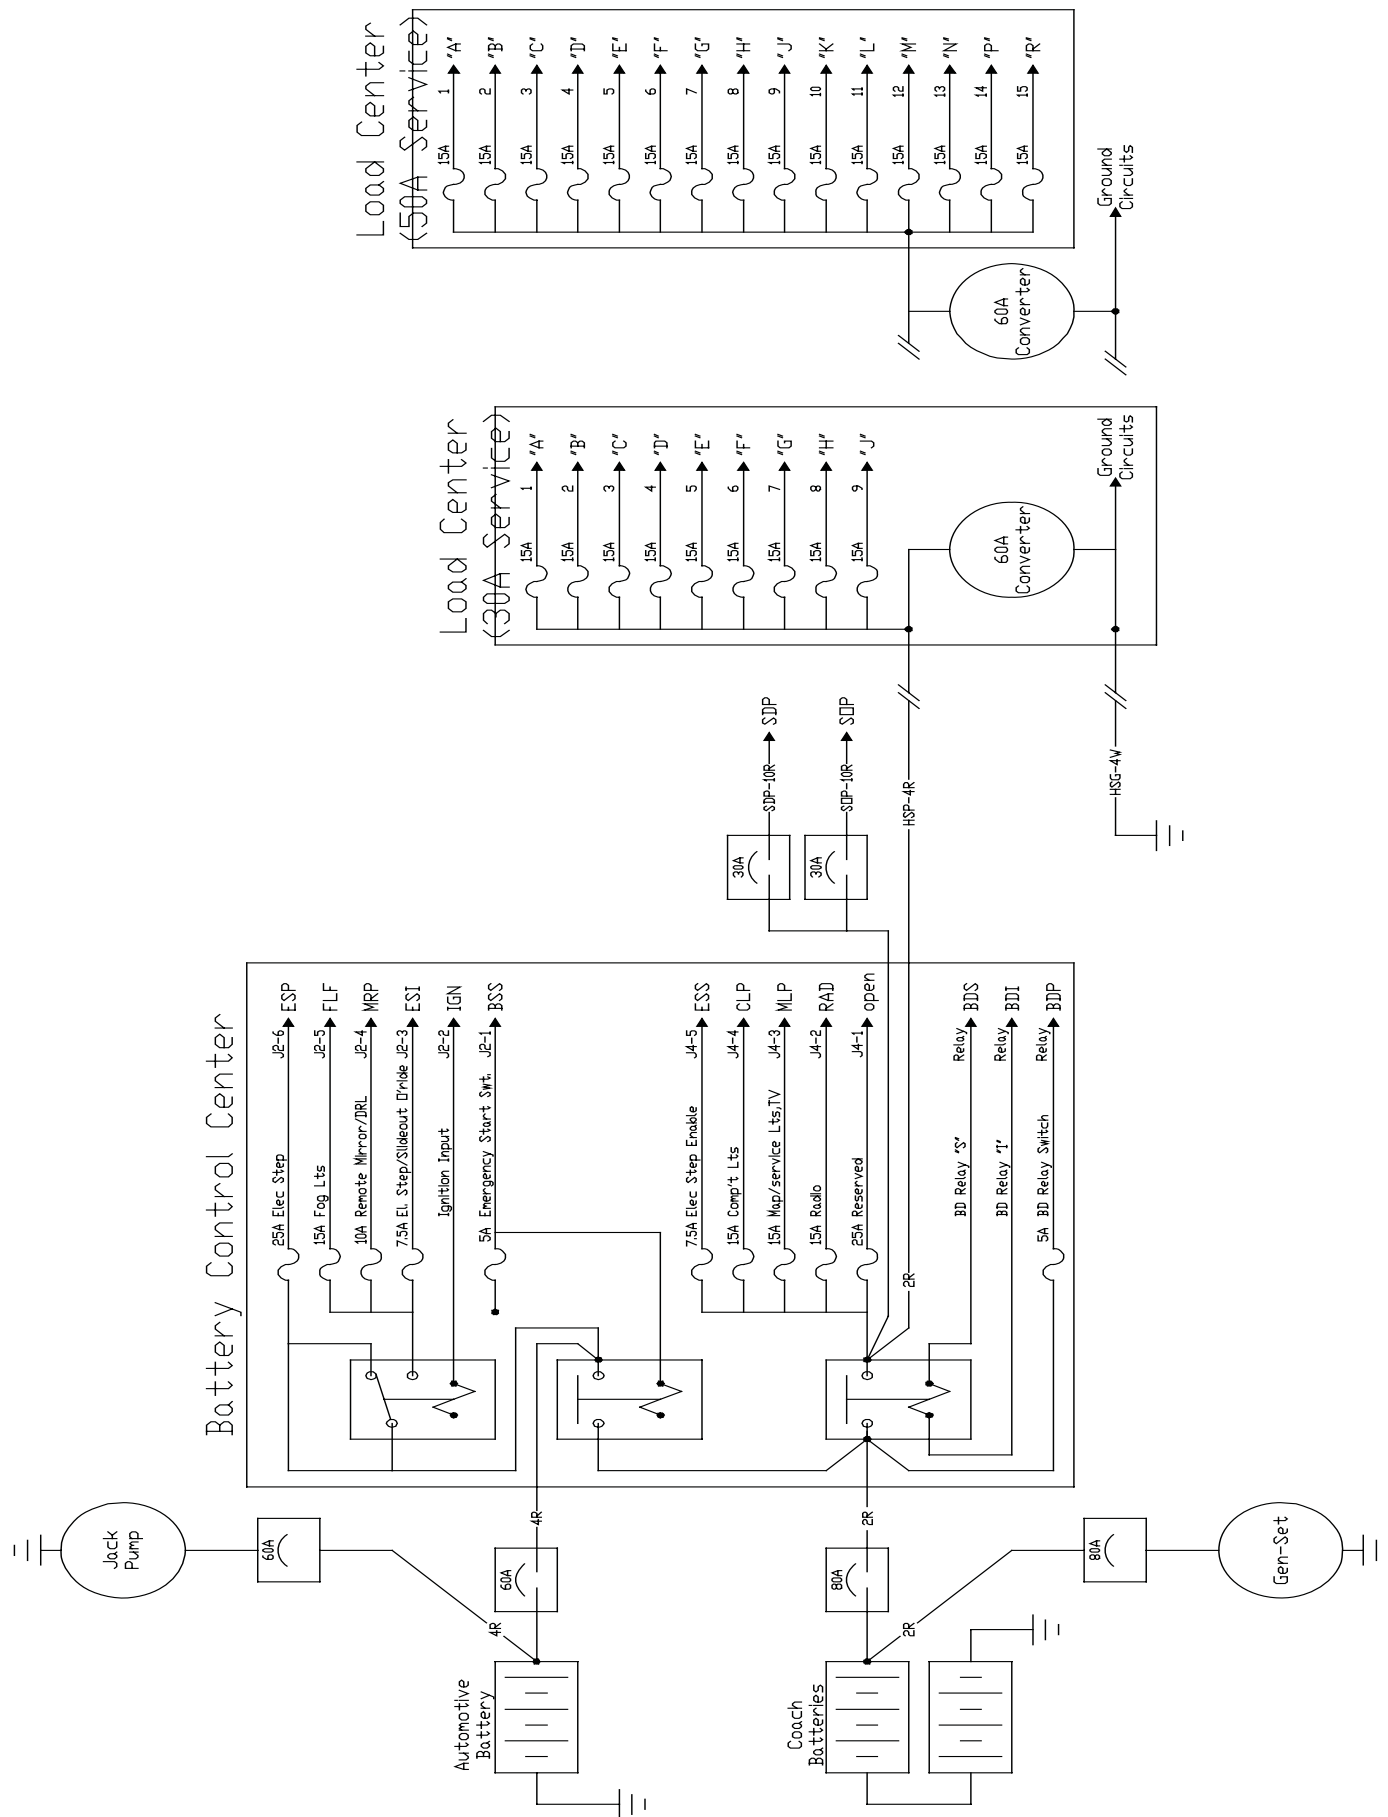 Load Center
(50A Service)
15A 1 "A"
15A 2 "B"
15A 3 "C"
15A 4 "D"
15A 5 "E"
15A 6 "F"
15A 7 "G"
15A 8 "H"
15A 9 "J"
15A 10 "K"
15A 11 "L"
15A 12 "M"
15A 13 "N"
15A 14 "P"
15A 15 "R"
60A
Converter
Ground
Circuits
Load Center
(30A Service)
15A 1 "A"
15A 2 "B"
15A 3 "C"
15A 4 "D"
15A 5 "E"
15A 6 "F"
15A 7 "G"
15A 8 "H"
15A 9 "J"
60A
Converter
Ground
Circuits
30A SDP-10R SDP
30A SOP-10R SOP
HSP-4R
HSG-4W
Battery Control Center
25A Elec Step J2-6 ESP
15A Fog Lts J2-5 FLF
10A Remote Mirror/DRL J2-4 MRP
7.5A El. Step/Slideout O'ride J2-3 ESI
Ignition Input J2-2 IGN
5A Emergency Start Swt. J2-1 BSS
7.5A Elec Step Enable J4-5 ESS
15A Comp't Lts J4-4 CLP
15A Map/service Lts,TV J4-3 MLP
15A Radio J4-2 RAD
25A Reserved J4-1 open
2R
BD Relay 'S' Relay BDS
BD Relay 'I' Relay BDI
5A BD Relay Switch Relay BDP
Jack
Pump
60A
4R
60A
4R
Automotive
Battery
2R
80A
Coach
Batteries
2R
80A
Gen-Set